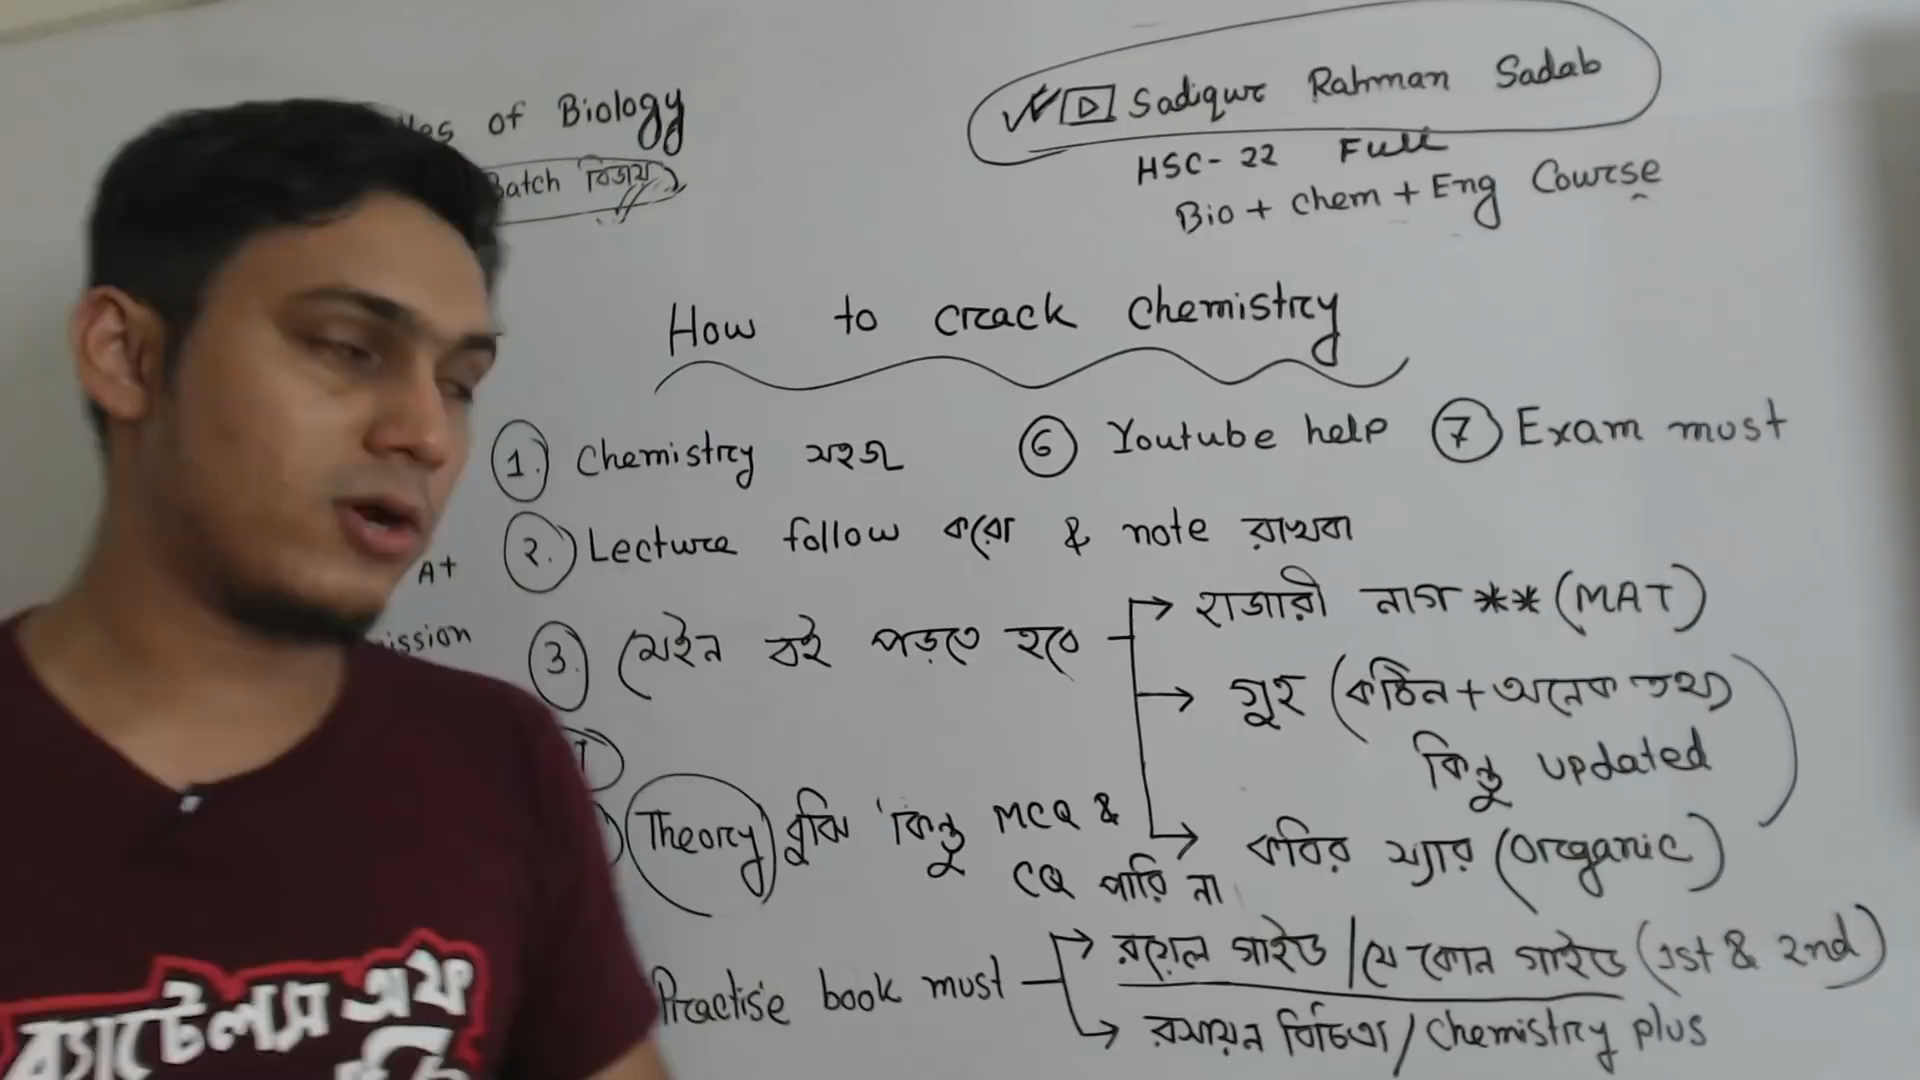 of Biology
Batch বিজয়
Sadiqur Rahman Sadab
HSC-22 Full
Bio + Chem + Eng Course
How to crack Chemistry
1. Chemistry সহজ
6 Youtube help 7 Exam must
২. Lecture follow করো & note রাখবা
A+
3. মেইন বই পড়তে হবে
হাজারী নাগ ** (MAT)
গুহ (কঠিন + অনেক তথ্য)
কিন্তু updated
কবির স্যার (Organic)
Theory বুঝি কিন্তু MCQ &
CQ পারি না
Practise book must
রয়েল গাইড / যে কোন গাইড (1st & 2nd)
রসায়ন বিচিত্রা / Chemistry plus
ব্যাটেলস অফ